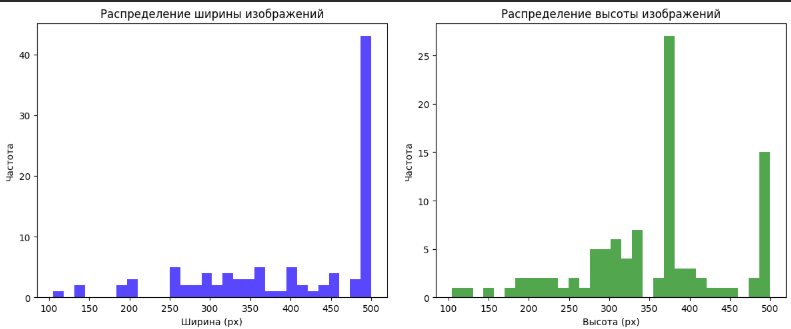 Распределение ширины изображений
Частота
40
30
20
10
0
100 150 200 250 300 350 400 450 500
Ширина (px)
Распределение высоты изображений
Частота
25
20
15
10
5
0
100 150 200 250 300 350 400 450 500
Высота (px)